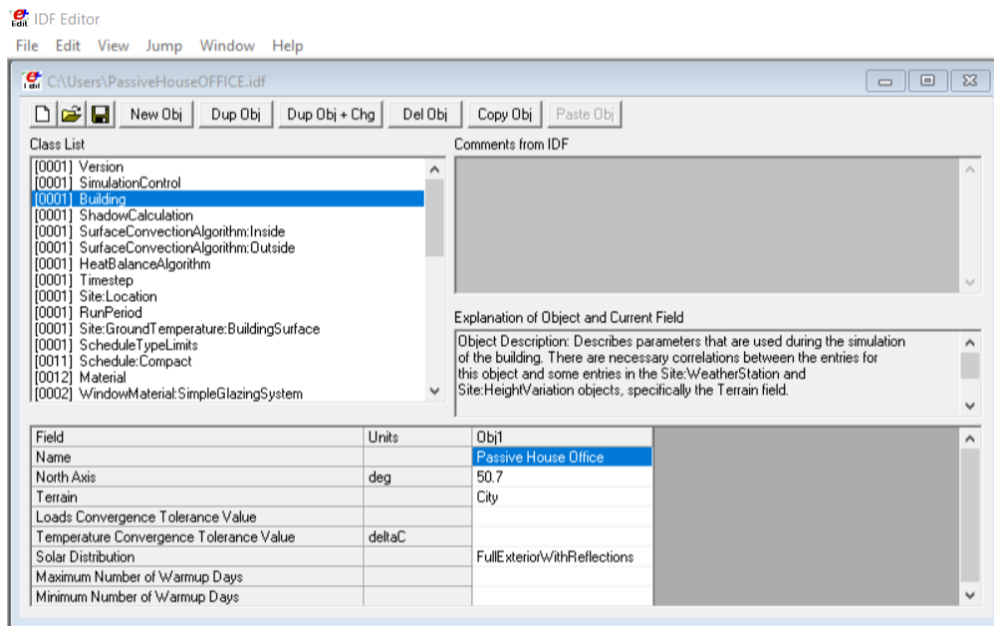 IDF Editor
File Edit View Jump Window Help
C:\Users\PassiveHouseOFFICE.idf
New Obj Dup Obj Dup Obj + Chg Del Obj Copy Obj Paste Obj
Class List
[0001] Version
[0001] SimulationControl
[0001] Building
[0001] ShadowCalculation
[0001] SurfaceConvectionAlgorithm:Inside
[0001] SurfaceConvectionAlgorithm:Outside
[0001] HeatBalanceAlgorithm
[0001] Timestep
[0001] Site:Location
[0001] RunPeriod
[0001] Site:GroundTemperature:BuildingSurface
[0001] ScheduleTypeLimits
[0011] Schedule:Compact
[0012] Material
[0002] WindowMaterial:SimpleGlazingSystem
Comments from IDF
Explanation of Object and Current Field
Object Description: Describes parameters that are used during the simulation
of the building. There are necessary correlations between the entries for
this object and some entries in the Site:WeatherStation and
Site:HeightVariation objects, specifically the Terrain field.
Field Units Obj1
Name Passive House Office
North Axis deg 50.7
Terrain City
Loads Convergence Tolerance Value
Temperature Convergence Tolerance Value deltaC
Solar Distribution FullExteriorWithReflections
Maximum Number of Warmup Days
Minimum Number of Warmup Days